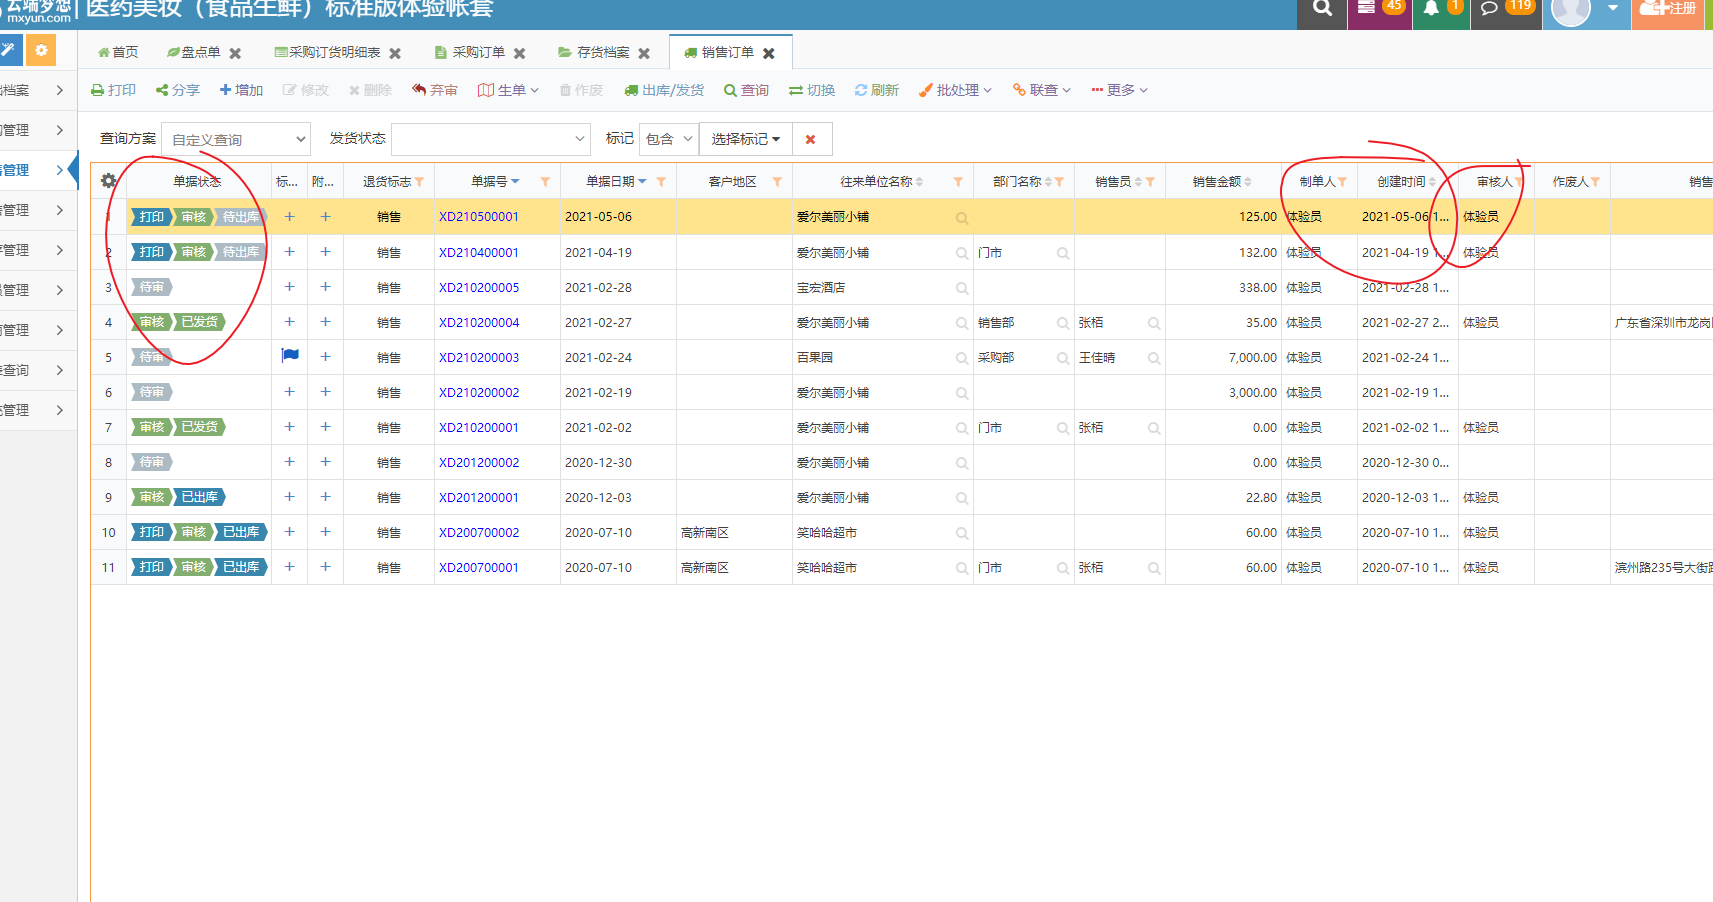 云端梦想 医药美妆（食品生鲜）标准版体验帐套 45 1 119 注册
mxyun.com
首页 盘点单 采购订货明细表 采购订单 存货档案 销售订单
打印 分享 增加 修改 删除 弃审 生单 作废 出库/发货 查询 切换 刷新 批处理 联查 更多
档案
管理
管理
管理
管理
管理
管理
查询
管理
查询方案 自定义查询 发货状态 标记 包含 选择标记
单据状态 标... 附... 退货标志 单据号 单据日期 客户地区 往来单位名称 部门名称 销售员 销售金额 制单人 创建时间 审核人 作废人 销售
1 打印 审核 待出库 + + 销售 XD210500001 2021-05-06 爱尔美丽小铺 125.00 体验员 2021-05-06 1... 体验员
2 打印 审核 待出库 + + 销售 XD210400001 2021-04-19 爱尔美丽小铺 门市 132.00 体验员 2021-04-19 1... 体验员
3 待审 + + 销售 XD210200005 2021-02-28 宝宏酒店 338.00 体验员 2021-02-28 1...
4 审核 已发货 + + 销售 XD210200004 2021-02-27 爱尔美丽小铺 销售部 张栢 35.00 体验员 2021-02-27 2... 体验员 广东省深圳市龙岗
5 待审 + 销售 XD210200003 2021-02-24 百果园 采购部 王佳晴 7,000.00 体验员 2021-02-24 1...
6 待审 + + 销售 XD210200002 2021-02-19 爱尔美丽小铺 3,000.00 体验员 2021-02-19 1...
7 审核 已发货 + + 销售 XD210200001 2021-02-02 爱尔美丽小铺 门市 张栢 0.00 体验员 2021-02-02 1... 体验员
8 待审 + + 销售 XD201200002 2020-12-30 爱尔美丽小铺 0.00 体验员 2020-12-30 0...
9 审核 已出库 + + 销售 XD201200001 2020-12-03 爱尔美丽小铺 22.80 体验员 2020-12-03 1... 体验员
10 打印 审核 已出库 + + 销售 XD200700002 2020-07-10 高新南区 笑哈哈超市 60.00 体验员 2020-07-10 1... 体验员
11 打印 审核 已出库 + + 销售 XD200700001 2020-07-10 高新南区 笑哈哈超市 门市 张栢 60.00 体验员 2020-07-10 1... 体验员 滨州路235号大街